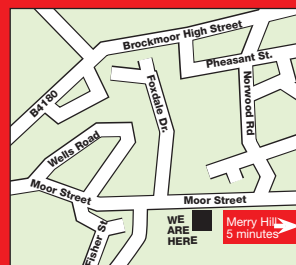 Brockmoor High Street
Pheasant St.
B4180
Foxdale Dr.
Norwood Rd
Wells Road
Moor Street
Moor Street
Fisher St
WE
ARE
HERE
Merry Hill
5 minutes